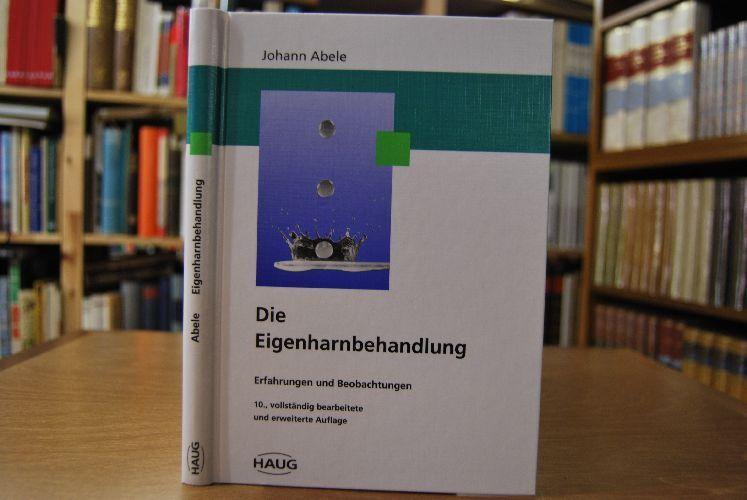 Johann Abele
Die
Eigenharnbehandlung
Erfahrungen und Beobachtungen
10., vollständig bearbeitete
und erweiterte Auflage
HAUG
Abele Eigenharnbehandlung
HAUG